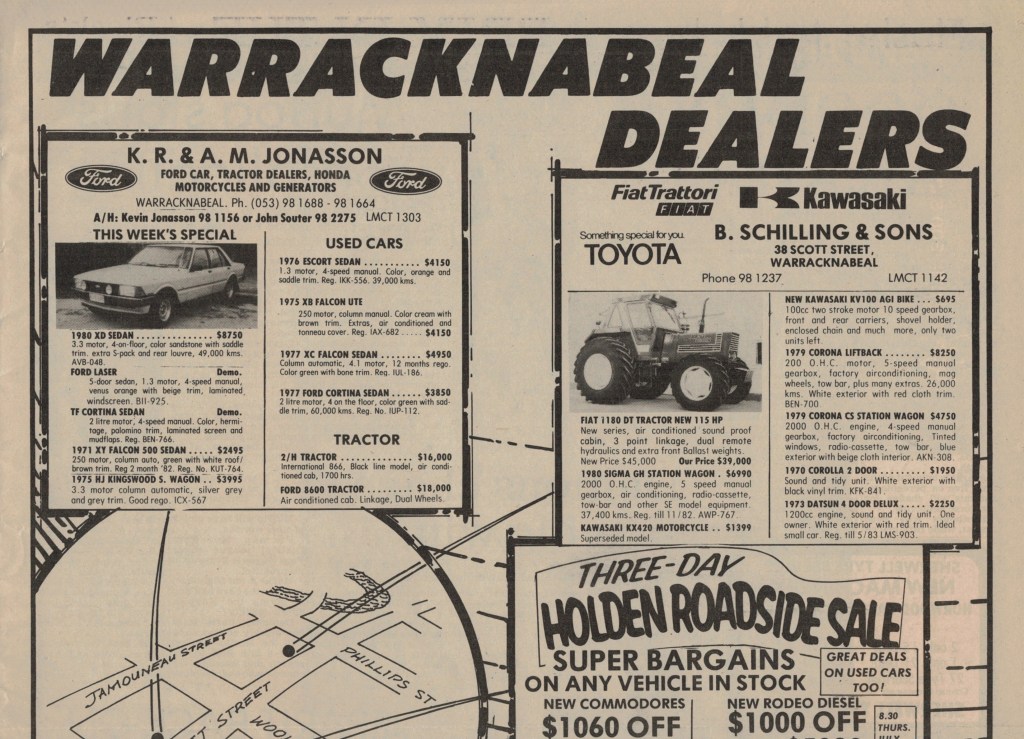 WARRACKNABEAL
DEALERS
K. R. & A. M. JONASSON
Ford
FORD CAR, TRACTOR DEALERS, HONDA
MOTORCYCLES AND GENERATORS
Ford
WARRACKNABEAL. Ph. (053) 98 1688 - 98 1664
A/H: Kevin Jonasson 98 1156 or John Souter 98 2275 LMCT 1303
THIS WEEK'S SPECIAL
1980 XD SEDAN . . . . . . . . . . . . . . $8750
3.3 motor, 4-on-floor, color sandstone with saddle
trim. extra 5-pack and rear louvre, 49,000 kms.
AVB-048.
FORD LASER Demo.
5-door sedan, 1.3 motor, 4-speed manual,
venus orange with beige trim, laminated
windscreen. BII-925.
TF CORTINA SEDAN Demo.
2 litre motor, 4-speed manual. Color, hermi-
tage, palomino trim, laminated screen and
mudflaps. Reg. BEN-766.
1971 XY FALCON 500 SEDAN . . . . . $2495
250 motor, column auto, green with white roof/
brown trim. Reg 2 month '82. Reg. No. KUT-764.
1975 HJ KINGSWOOD S. WAGON . . $3995
3.3 motor column automatic, silver grey
and grey trim. Good rego. ICX-567
USED CARS
1976 ESCORT SEDAN . . . . . . . . . . . $4150
1.3 motor, 4-speed manual. Color, orange and
saddle trim. Reg. IKK-556. 39,000 kms.
1975 XB FALCON UTE
250 motor, column manual. Color cream with
brown trim. Extras, air conditioned and
tonneau cover. Reg. IAX-682 . . . . . $4150
1977 XC FALCON SEDAN . . . . . . . . $4950
Column automatic, 4.1 motor, 12 months rego.
Color green with bone trim. Reg. IUL-186.
1977 FORD CORTINA SEDAN . . . . . . $3850
2 litre motor, 4 on the floor, color green with sad-
dle trim, 60,000 kms. Reg. No. IUP-112.
TRACTOR
2/H TRACTOR . . . . . . . . . . . . . . $16,000
International 866, Black line model, air condi-
tioned cab, 1700 hrs.
FORD 8600 TRACTOR . . . . . . . . . $18,000
Air conditioned cab. Linkage, Dual Wheels.
FiatTrattori
FIAT
Kawasaki
Something special for you.
TOYOTA
B. SCHILLING & SONS
38 SCOTT STREET,
WARRACKNABEAL
Phone 98 1237 LMCT 1142
FIAT 1180 DT TRACTOR NEW 115 HP
New series, air conditioned sound proof
cabin, 3 point linkage, dual remote
hydraulics and extra front Ballast weights.
New Price $45,000 Our Price $39,000
1980 SIGMA GH STATION WAGON . $6990
2000 O.H.C. engine, 5 speed manual
gearbox, air conditioning, radio-cassette,
tow-bar and other SE model equipment.
37,400 kms. Reg. till 11/82. AWP-767.
KAWASAKI KX420 MOTORCYCLE . . $1399
Superseded model.
NEW KAWASAKI KV100 AGI BIKE . . . $695
100cc two stroke motor 10 speed gearbox,
front and rear carriers, shovel holder,
enclosed chain and much more, only two
units left.
1979 CORONA LIFTBACK . . . . . . . . $8250
200 O.H.C. motor, 5-speed manual
gearbox, factory airconditioning, mag
wheels, tow bar, plus many extras. 26,000
kms. White exterior with red cloth trim.
BEN-700.
1979 CORONA CS STATION WAGON $4750
2000 O.H.C. engine, 4-speed manual
gearbox, factory airconditioning, Tinted
windows, radio-cassette, tow bar, blue
exterior with beige cloth interior. AKN-308.
1970 COROLLA 2 DOOR . . . . . . . . . $1950
Sound and tidy unit. White exterior with
black vinyl trim. KFK-841.
1973 DATSUN 4 DOOR DELUX . . . . . $2250
1200cc engine, sound and tidy unit. One
owner. White exterior with red trim. Ideal
small car. Reg. till 5/83 LMS-903.
THREE-DAY
HOLDEN ROADSIDE SALE
SUPER BARGAINS
ON ANY VEHICLE IN STOCK
GREAT DEALS
ON USED CARS
TOO!
NEW COMMODORES
$1060 OFF
NEW RODEO DIESEL
$1000 OFF
8.30
THURS.
JAMOUNEAU STREET
PHILLIPS ST
STREET